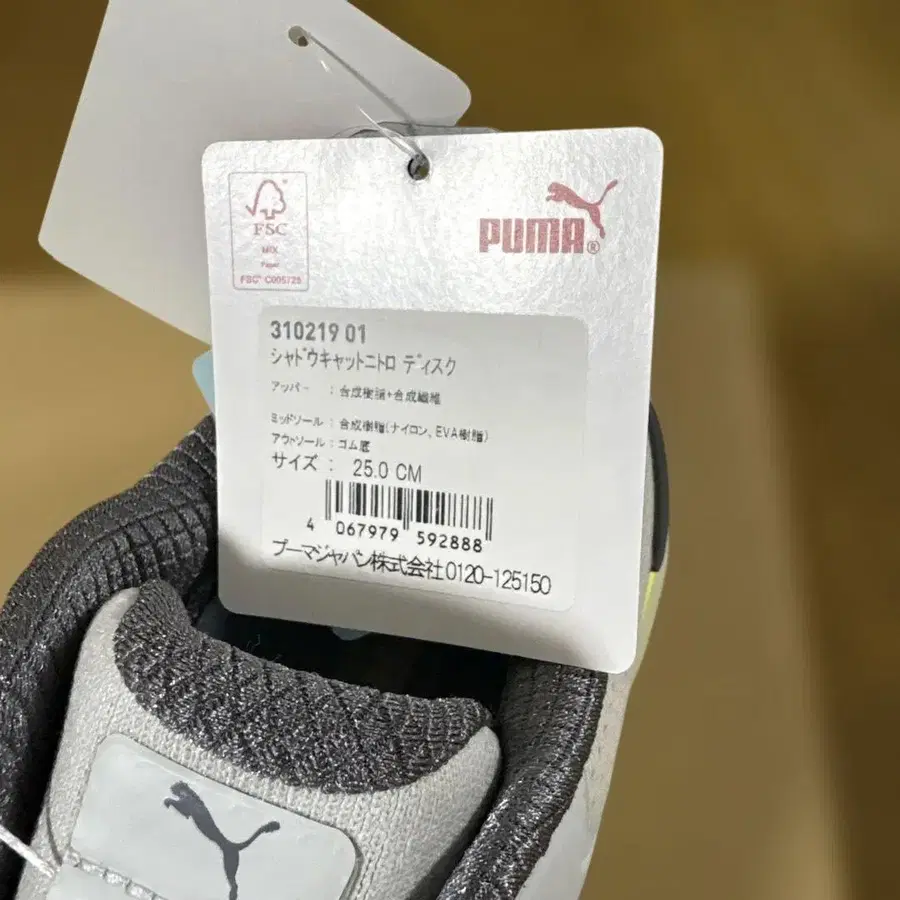 FSC
MIX
Paper
FSC® C005725
PUMA®
310219 01
シャドウキャットニトロ ディスク
アッパー : 合成樹脂+合成繊維
ミッドソール : 合成樹脂(ナイロン、EVA樹脂)
アウトソール : ゴム底
サイズ : 25.0 CM
4 067979 592888
プーマジャパン株式会社 0120-125150